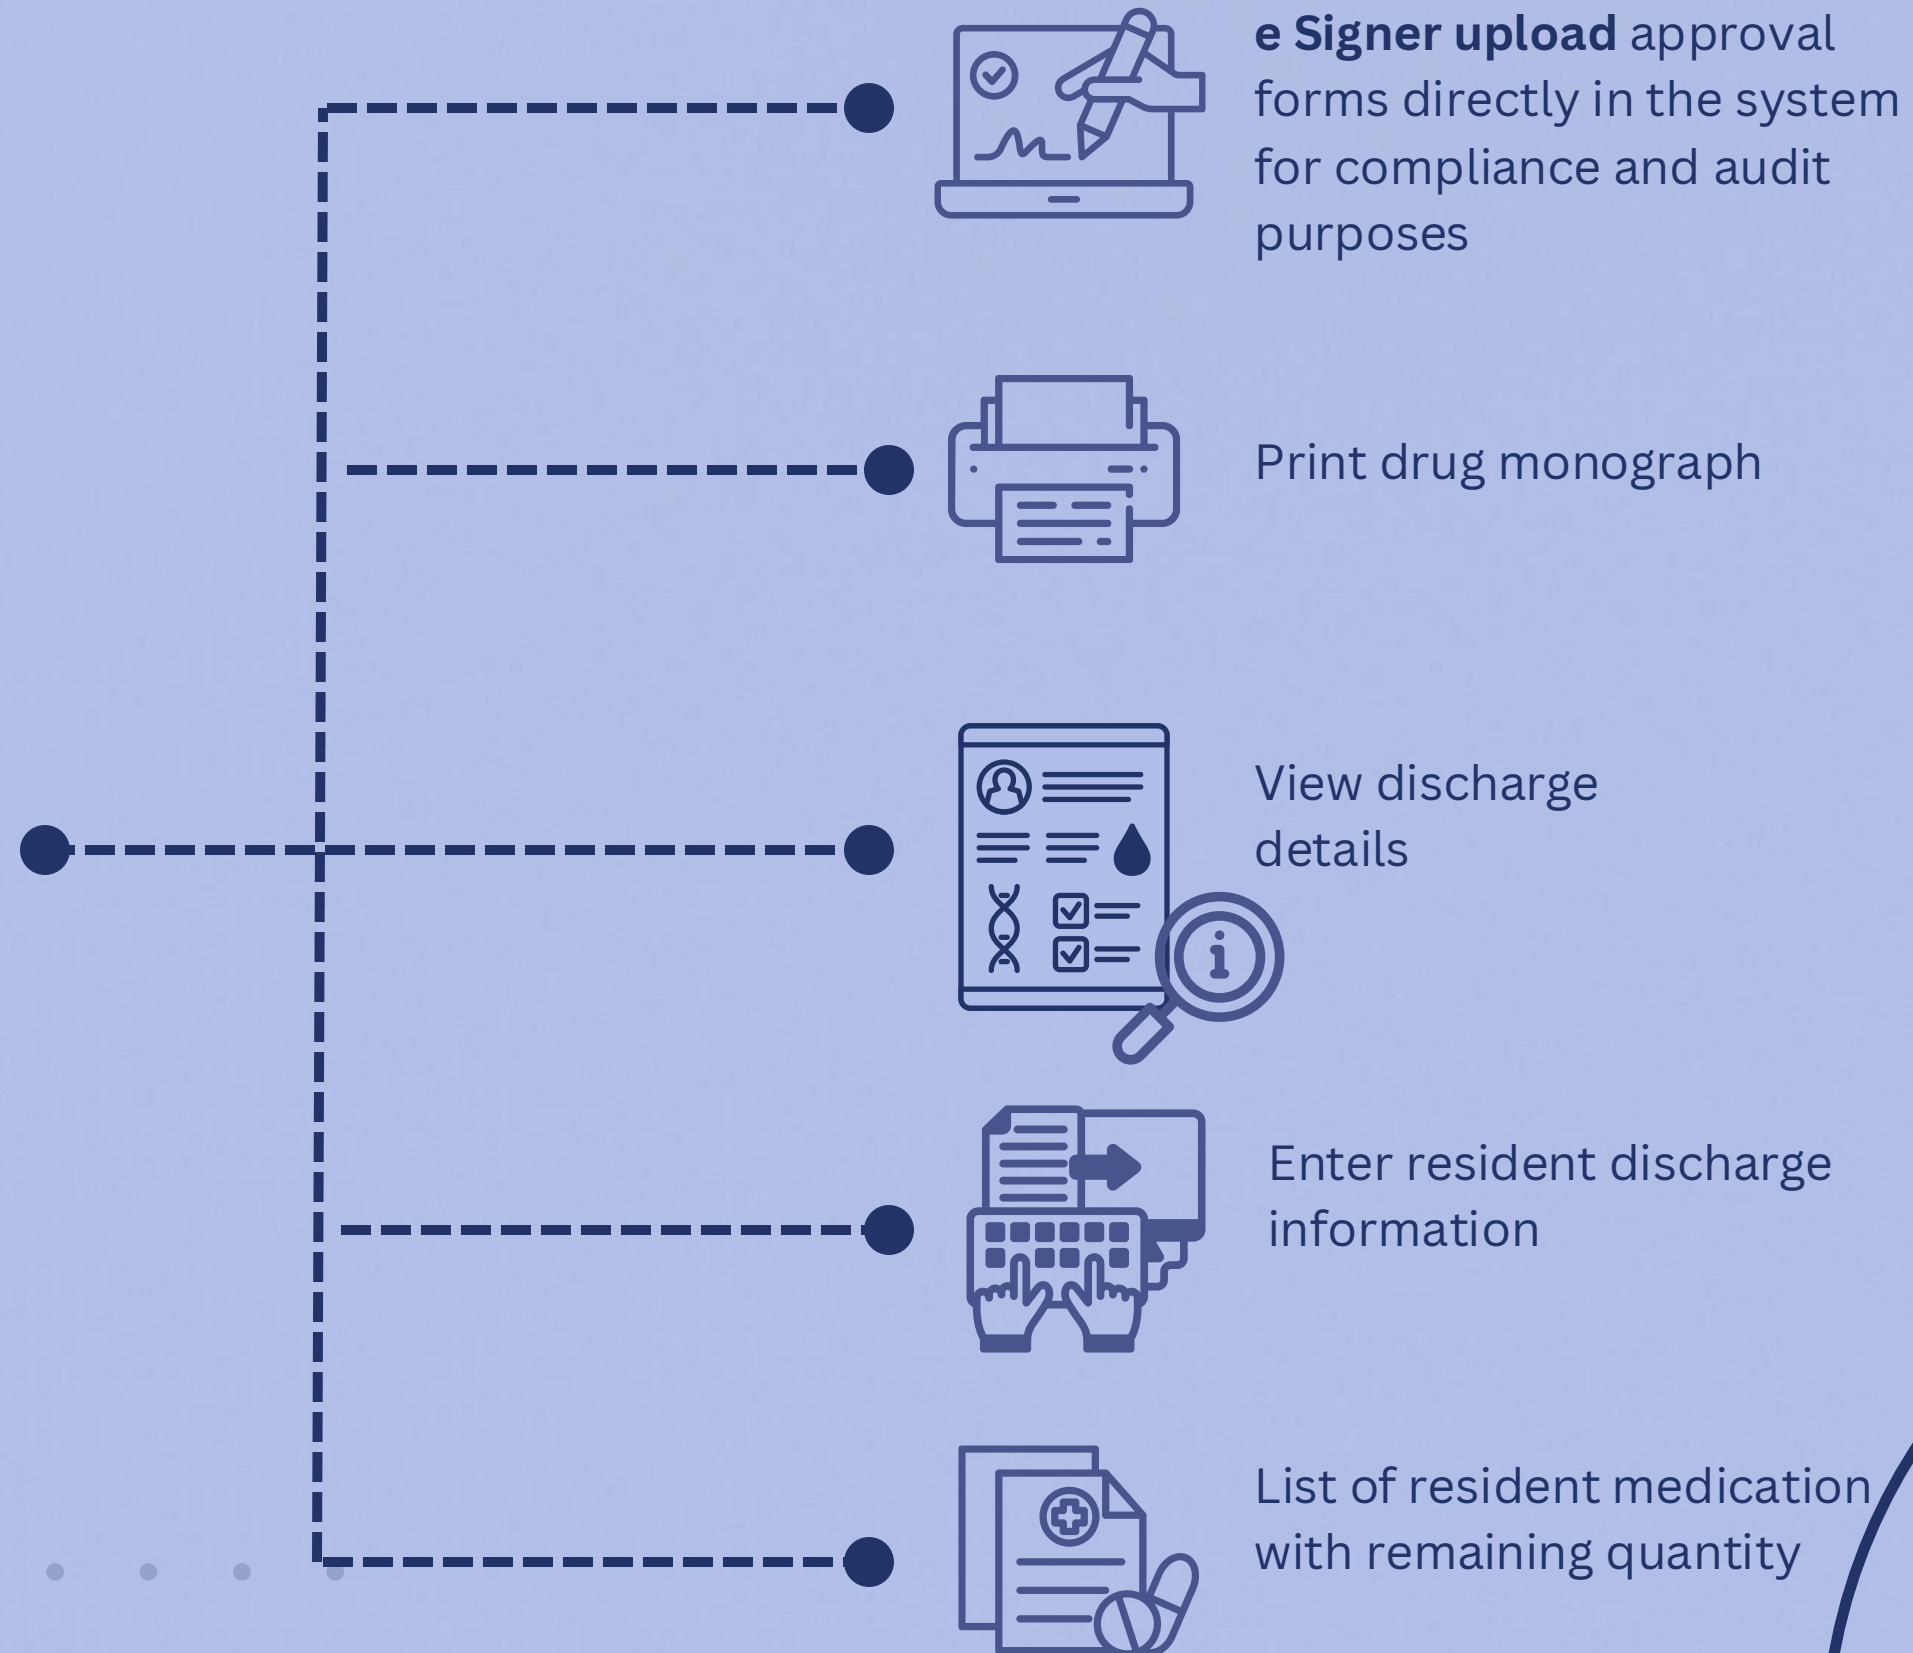 e Signer upload approval
forms directly in the system
for compliance and audit
purposes
Print drug monograph
View discharge
details
Enter resident discharge
information
List of resident medication
with remaining quantity